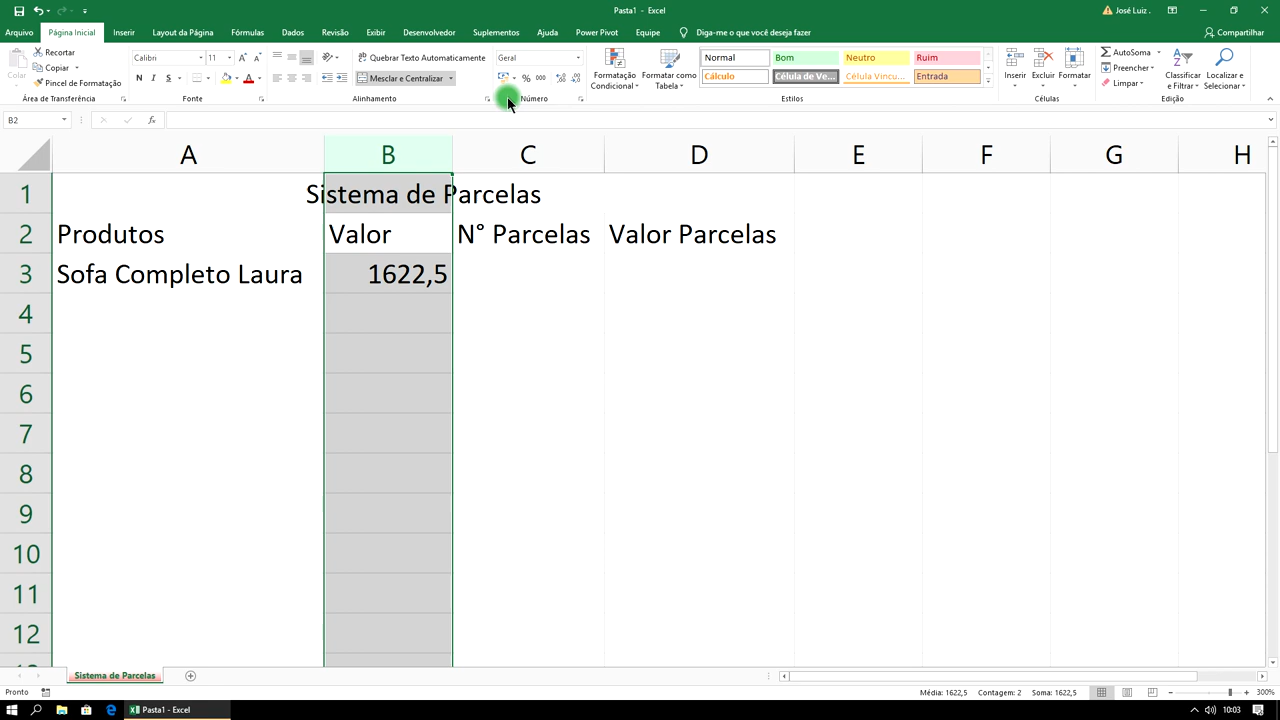 Pasta1 - Excel
José Luiz .
Arquivo Página Inicial Inserir Layout da Página Fórmulas Dados Revisão Exibir Desenvolvedor Suplementos Ajuda Power Pivot Equipe Diga-me o que você deseja fazer Compartilhar
Colar
Recortar
Copiar
Pincel de Formatação
Área de Transferência
Calibri 11
N I S
Fonte
Quebrar Texto Automaticamente
Mesclar e Centralizar
Alinhamento
Geral
% 000
Número
Formatação Condicional
Formatar como Tabela
Normal Bom Neutro Ruim
Cálculo Célula de Ve... Célula Vincu... Entrada
Estilos
Inserir Excluir Formatar
Células
AutoSoma
Preencher
Limpar
Classificar e Filtrar
Localizar e Selecionar
Edição
B2 fx
A B C D E F G H
1 Sistema de Parcelas
2 Produtos Valor N° Parcelas Valor Parcelas
3 Sofa Completo Laura 1622,5
4
5
6
7
8
9
10
11
12
Sistema de Parcelas
Pronto Média: 1622,5 Contagem: 2 Soma: 1622,5 300%
Pasta1 - Excel 10:03